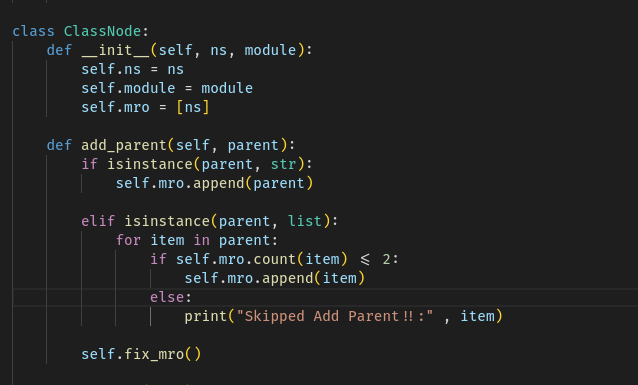 class ClassNode:
    def __init__(self, ns, module):
        self.ns = ns
        self.module = module
        self.mro = [ns]

    def add_parent(self, parent):
        if isinstance(parent, str):
            self.mro.append(parent)

        elif isinstance(parent, list):
            for item in parent:
                if self.mro.count(item) <= 2:
                    self.mro.append(item)
                else:
                    print("Skipped Add Parent!!:" , item)

        self.fix_mro()